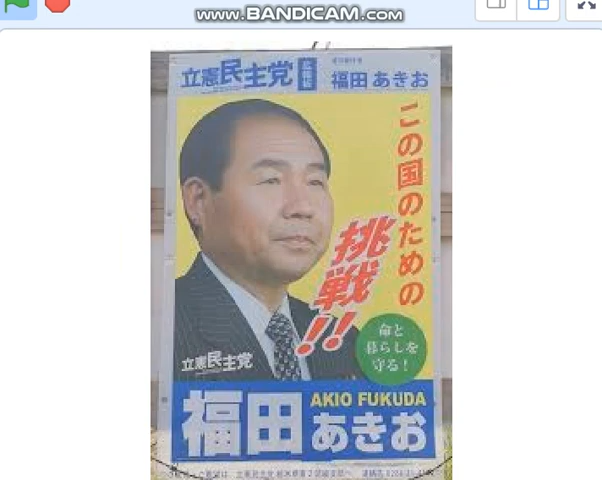 www.BANDICAM.com
立憲民主党
福田 あきお
この国のための
挑戦!!
命と
暮らしを
守る!
立憲民主党
AKIO FUKUDA
福田 あきお